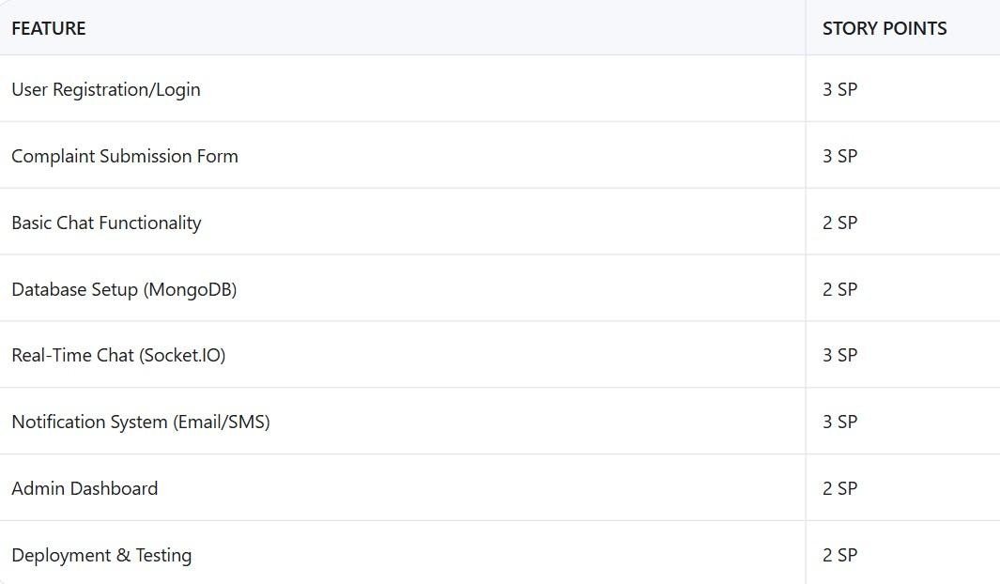 FEATURE STORY POINTS
User Registration/Login 3 SP
Complaint Submission Form 3 SP
Basic Chat Functionality 2 SP
Database Setup (MongoDB) 2 SP
Real-Time Chat (Socket.IO) 3 SP
Notification System (Email/SMS) 3 SP
Admin Dashboard 2 SP
Deployment & Testing 2 SP